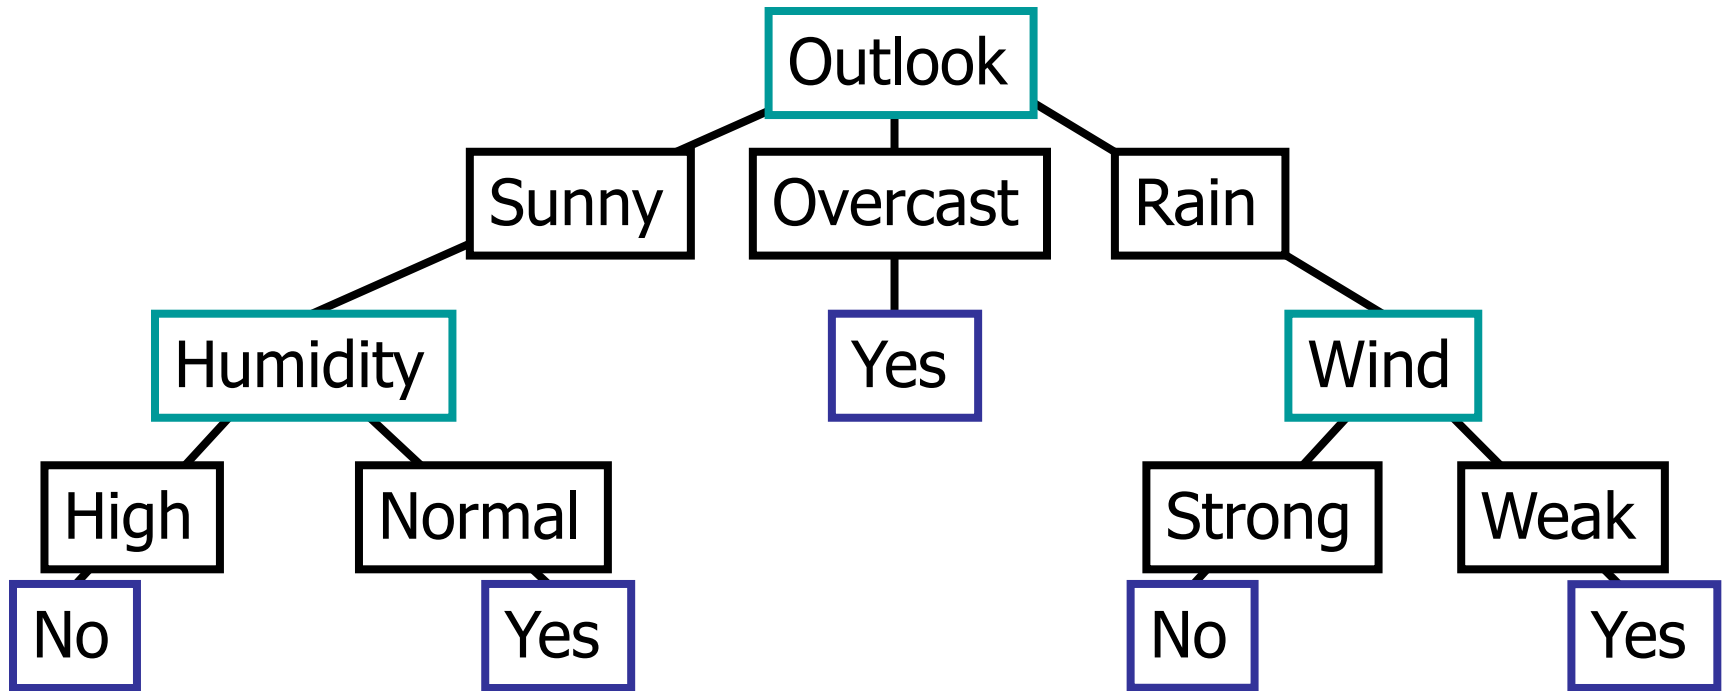 Outlook
Sunny
Overcast
Rain
Humidity
Yes
Wind
High
Normal
Strong
Weak
No
Yes
No
Yes